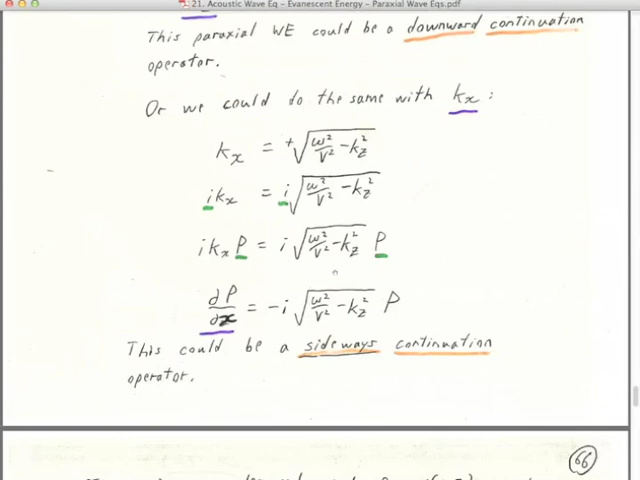 21. Acoustic Wave Eq – Evanescent Energy – Paraxial Wave Eqs.pdf
This paraxial WE could be a downward continuation
operator.
Or we could do the same with kx:
kx = +√(ω²/V² − kz²)
ikx = i√(ω²/V² − kz²)
ikx P = i√(ω²/V² − kz²) P
∂P/∂x = −i√(ω²/V² − kz²) P
This could be a sideways continuation
operator.
66